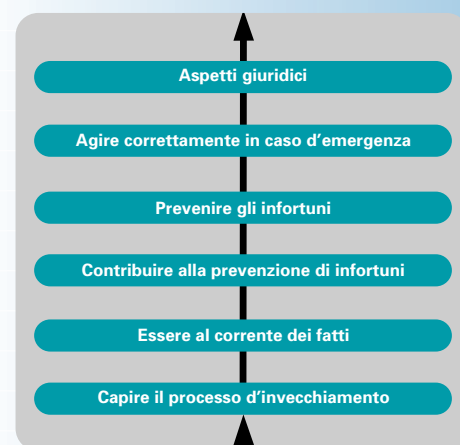 Aspetti giuridici
Agire correttamente in caso d’emergenza
Prevenire gli infortuni
Contribuire alla prevenzione di infortuni
Essere al corrente dei fatti
Capire il processo d’invecchiamento